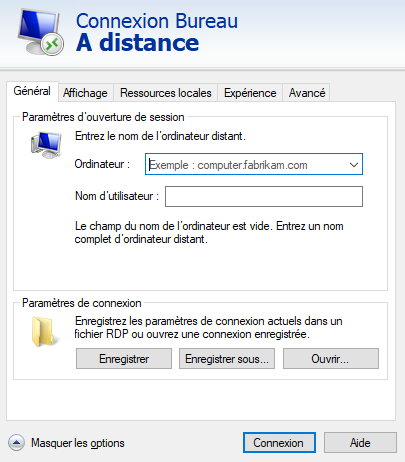 Connexion Bureau
A distance
Général
Affichage
Ressources locales
Expérience
Avancé
Paramètres d'ouverture de session
Entrez le nom de l'ordinateur distant.
Ordinateur :
Exemple : computer.fabrikam.com
Nom d'utilisateur :
Le champ du nom de l'ordinateur est vide. Entrez un nom
complet d'ordinateur distant.
Paramètres de connexion
Enregistrez les paramètres de connexion actuels dans un
fichier RDP ou ouvrez une connexion enregistrée.
Enregistrer
Enregistrer sous...
Ouvrir...
Masquer les options
Connexion
Aide